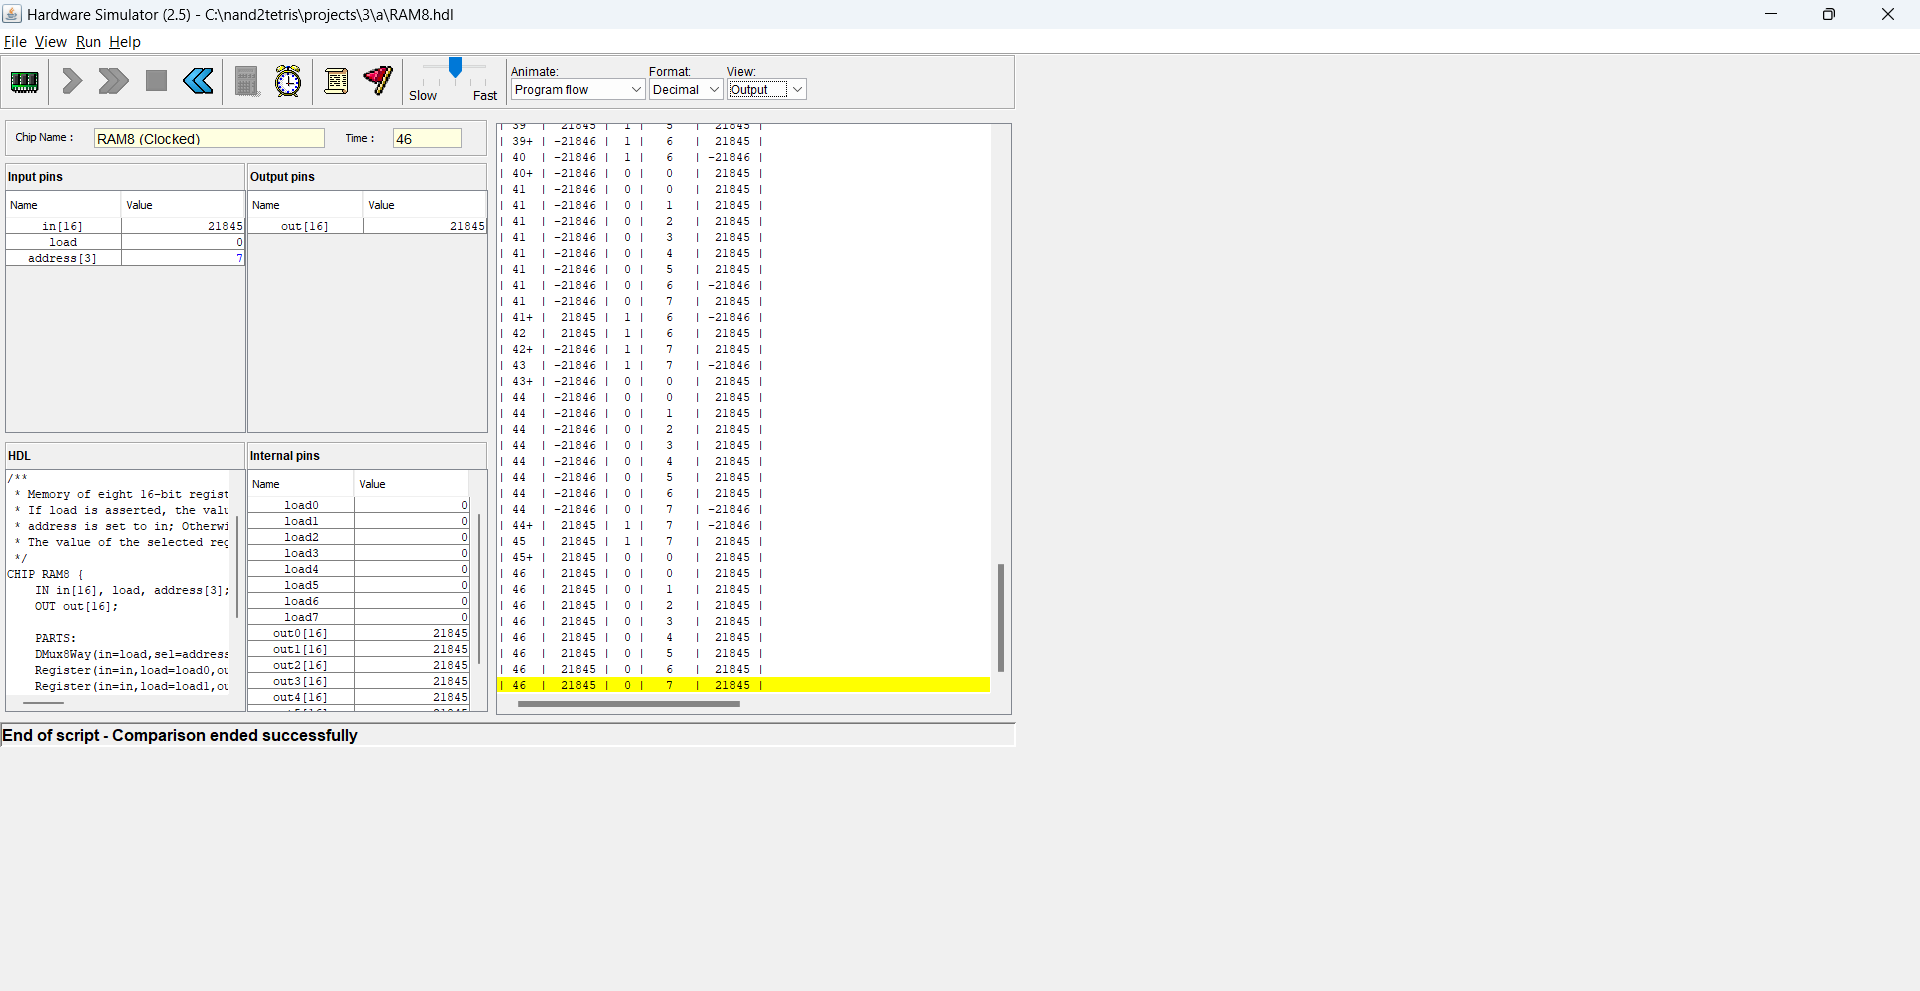 Hardware Simulator (2.5) - C:\nand2tetris\projects\3\a\RAM8.hdl
File View Run Help
Slow Fast
Animate: Format: View:
Program flow Decimal Output
Chip Name : RAM8 (Clocked) Time : 46
Input pins
Name Value
in[16] 21845
load 0
address[3] 7
Output pins
Name Value
out[16] 21845
HDL
/**
* Memory of eight 16-bit regist
* If load is asserted, the valu
* address is set to in; Otherwi
* The value of the selected reg
*/
CHIP RAM8 {
IN in[16], load, address[3];
OUT out[16];
PARTS:
DMux8Way(in=load,sel=address
Register(in=in,load=load0,ou
Register(in=in,load=load1,ou
Internal pins
Name Value
load0 0
load1 0
load2 0
load3 0
load4 0
load5 0
load6 0
load7 0
out0[16] 21845
out1[16] 21845
out2[16] 21845
out3[16] 21845
out4[16] 21845
| 39 | 21845 | 1 | 5 | 21845 |
| 39+ | -21846 | 1 | 6 | 21845 |
| 40 | -21846 | 1 | 6 | -21846 |
| 40+ | -21846 | 0 | 0 | 21845 |
| 41 | -21846 | 0 | 0 | 21845 |
| 41 | -21846 | 0 | 1 | 21845 |
| 41 | -21846 | 0 | 2 | 21845 |
| 41 | -21846 | 0 | 3 | 21845 |
| 41 | -21846 | 0 | 4 | 21845 |
| 41 | -21846 | 0 | 5 | 21845 |
| 41 | -21846 | 0 | 6 | -21846 |
| 41 | -21846 | 0 | 7 | 21845 |
| 41+ | 21845 | 1 | 6 | -21846 |
| 42 | 21845 | 1 | 6 | 21845 |
| 42+ | -21846 | 1 | 7 | 21845 |
| 43 | -21846 | 1 | 7 | -21846 |
| 43+ | -21846 | 0 | 0 | 21845 |
| 44 | -21846 | 0 | 0 | 21845 |
| 44 | -21846 | 0 | 1 | 21845 |
| 44 | -21846 | 0 | 2 | 21845 |
| 44 | -21846 | 0 | 3 | 21845 |
| 44 | -21846 | 0 | 4 | 21845 |
| 44 | -21846 | 0 | 5 | 21845 |
| 44 | -21846 | 0 | 6 | 21845 |
| 44 | -21846 | 0 | 7 | -21846 |
| 44+ | 21845 | 1 | 7 | -21846 |
| 45 | 21845 | 1 | 7 | 21845 |
| 45+ | 21845 | 0 | 0 | 21845 |
| 46 | 21845 | 0 | 0 | 21845 |
| 46 | 21845 | 0 | 1 | 21845 |
| 46 | 21845 | 0 | 2 | 21845 |
| 46 | 21845 | 0 | 3 | 21845 |
| 46 | 21845 | 0 | 4 | 21845 |
| 46 | 21845 | 0 | 5 | 21845 |
| 46 | 21845 | 0 | 6 | 21845 |
| 46 | 21845 | 0 | 7 | 21845 |
End of script - Comparison ended successfully